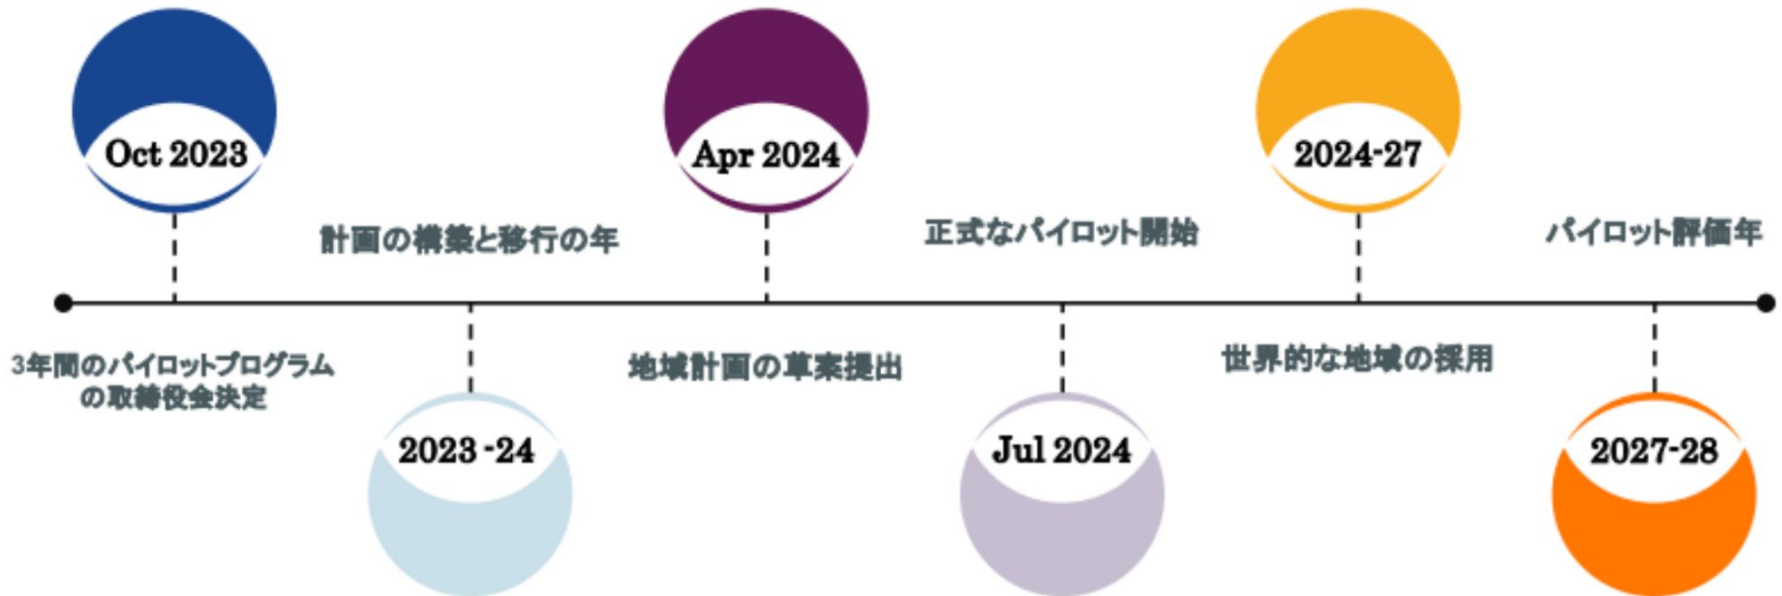 Oct 2023
3年間のパイロットプログラム
の取締役会決定
計画の構築と移行の年
2023 -24
Apr 2024
地域計画の草案提出
正式なパイロット開始
Jul 2024
2024-27
世界的な地域の採用
パイロット評価年
2027-28